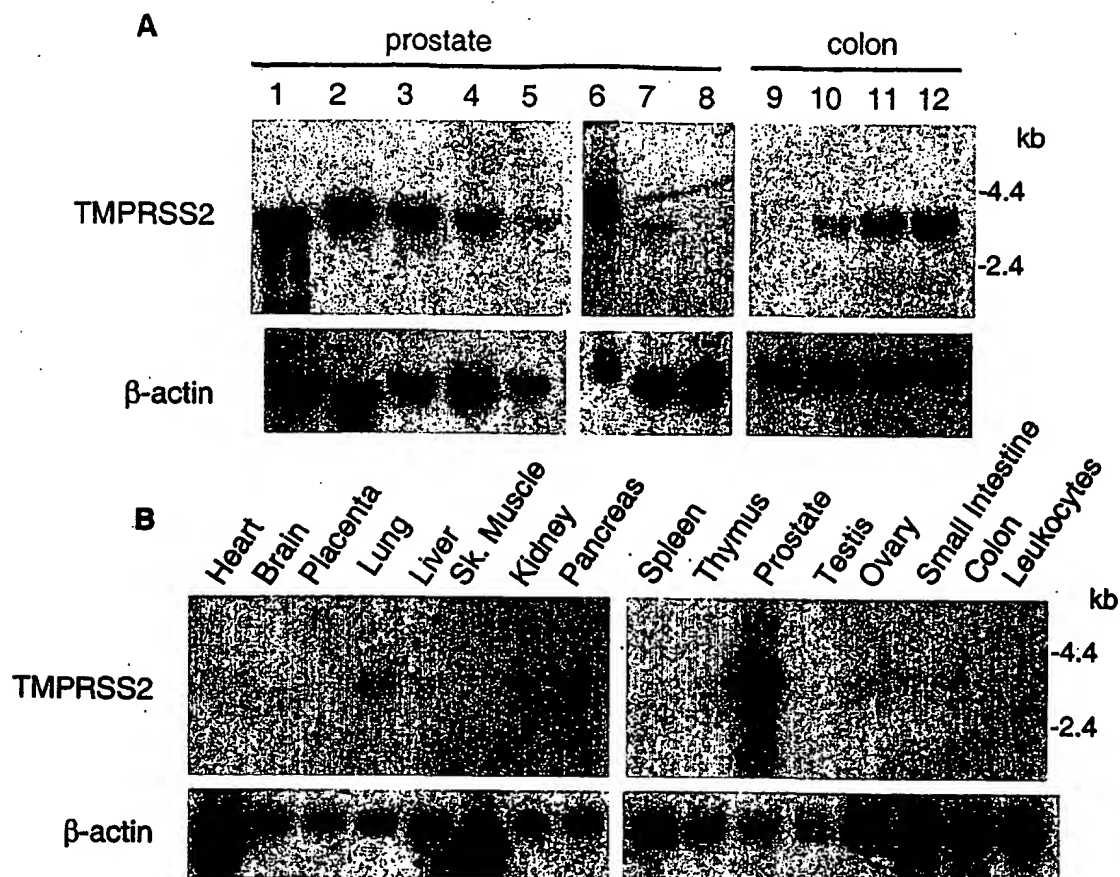 A
prostate
colon
1 2 3 4 5 6 7 8 9 10 11 12
kb
TMPRSS2
-4.4
-2.4
β-actin
B
Heart Brain Placenta Lung Liver Sk. Muscle Kidney Pancreas Spleen Thymus Prostate Testis Ovary Small Intestine Colon Leukocytes
kb
TMPRSS2
-4.4
-2.4
β-actin